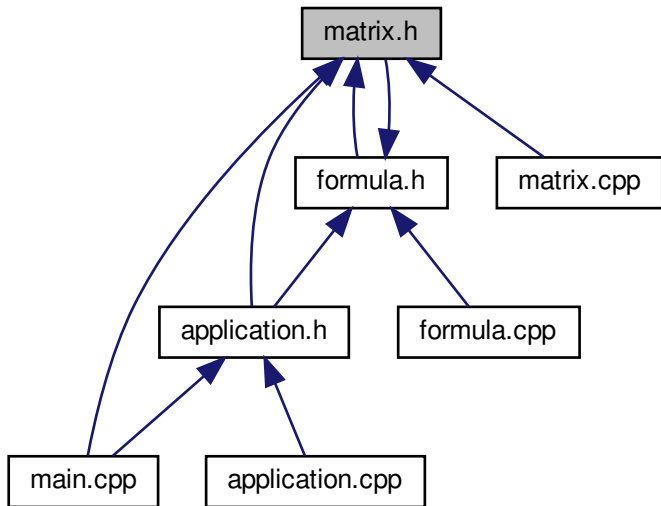 matrix.h
formula.h
matrix.cpp
application.h
formula.cpp
main.cpp
application.cpp